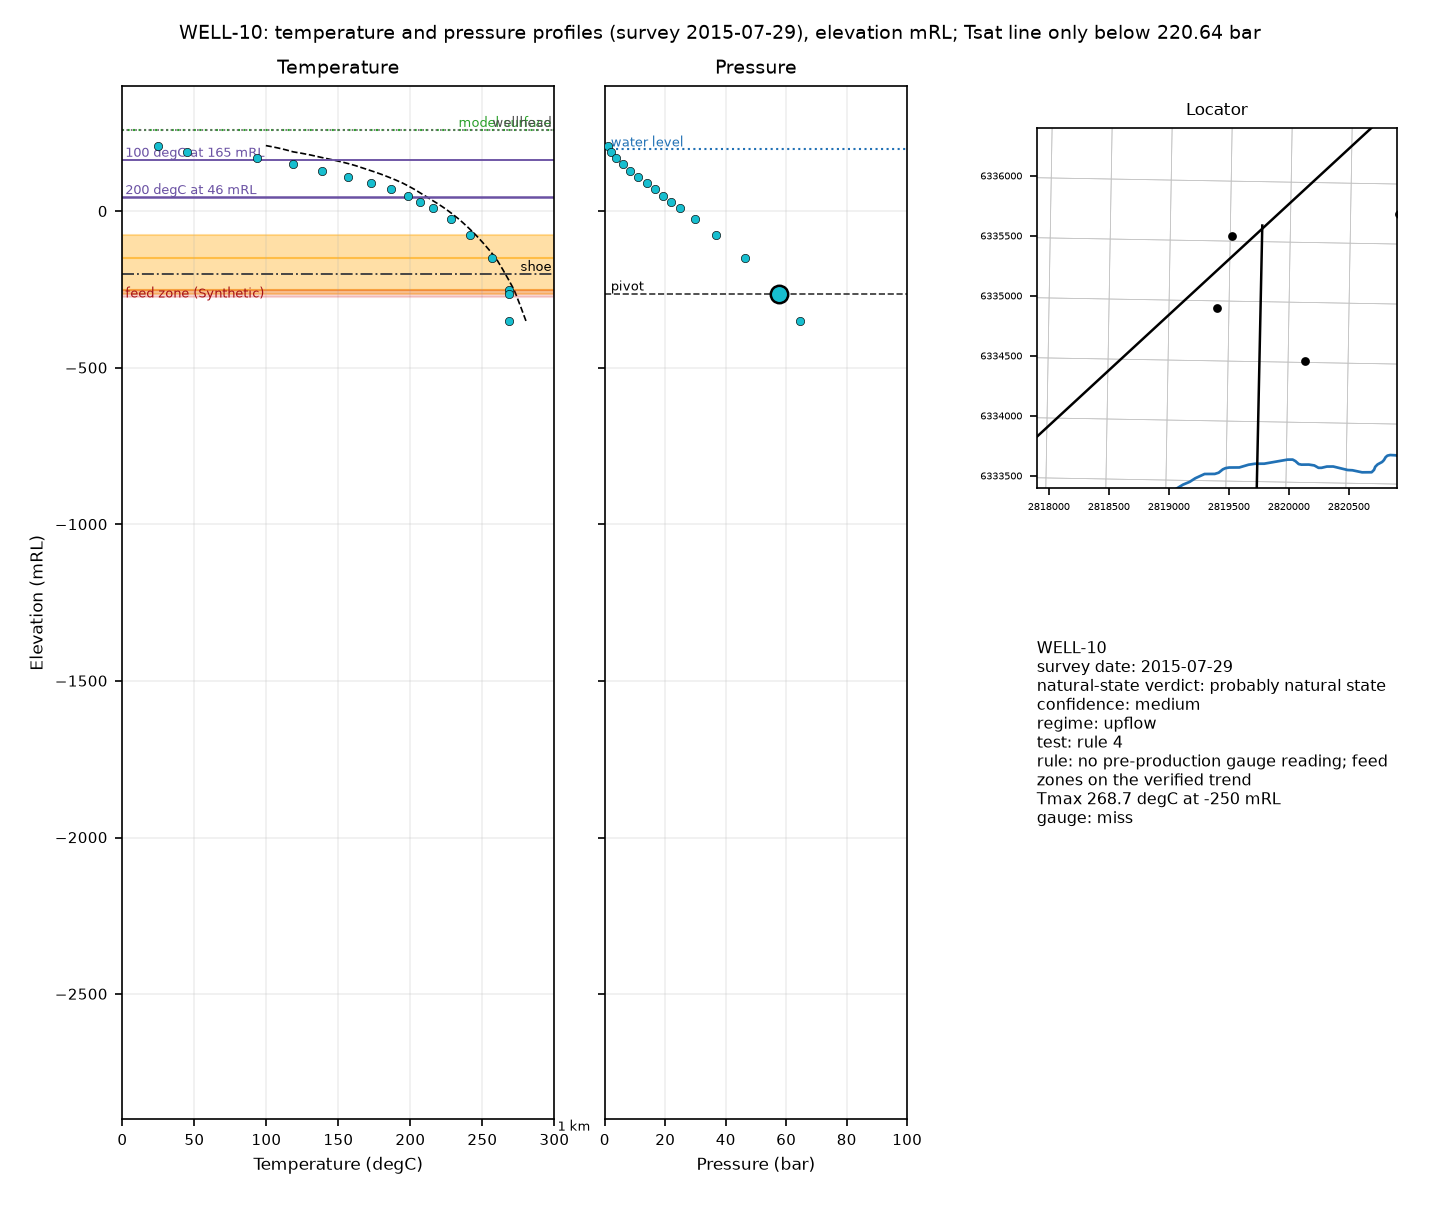 WELL-10: temperature and pressure profiles (survey 2015-07-29), elevation mRL; Tsat line only below 220.64 bar
Temperature
Pressure
Locator
model surface
wellhead
100 degC at 165 mRL
200 degC at 46 mRL
shoe
feed zone (Synthetic)
water level
pivot
0
−500
−1000
−1500
−2000
−2500
Elevation (mRL)
0 50 100 150 200 250 300
Temperature (degC)
1 km
0 20 40 60 80 100
Pressure (bar)
6336000
6335500
6335000
6334500
6334000
6333500
2818000 2818500 2819000 2819500 2820000 2820500
WELL-10
survey date: 2015-07-29
natural-state verdict: probably natural state
confidence: medium
regime: upflow
test: rule 4
rule: no pre-production gauge reading; feed
zones on the verified trend
Tmax 268.7 degC at -250 mRL
gauge: miss